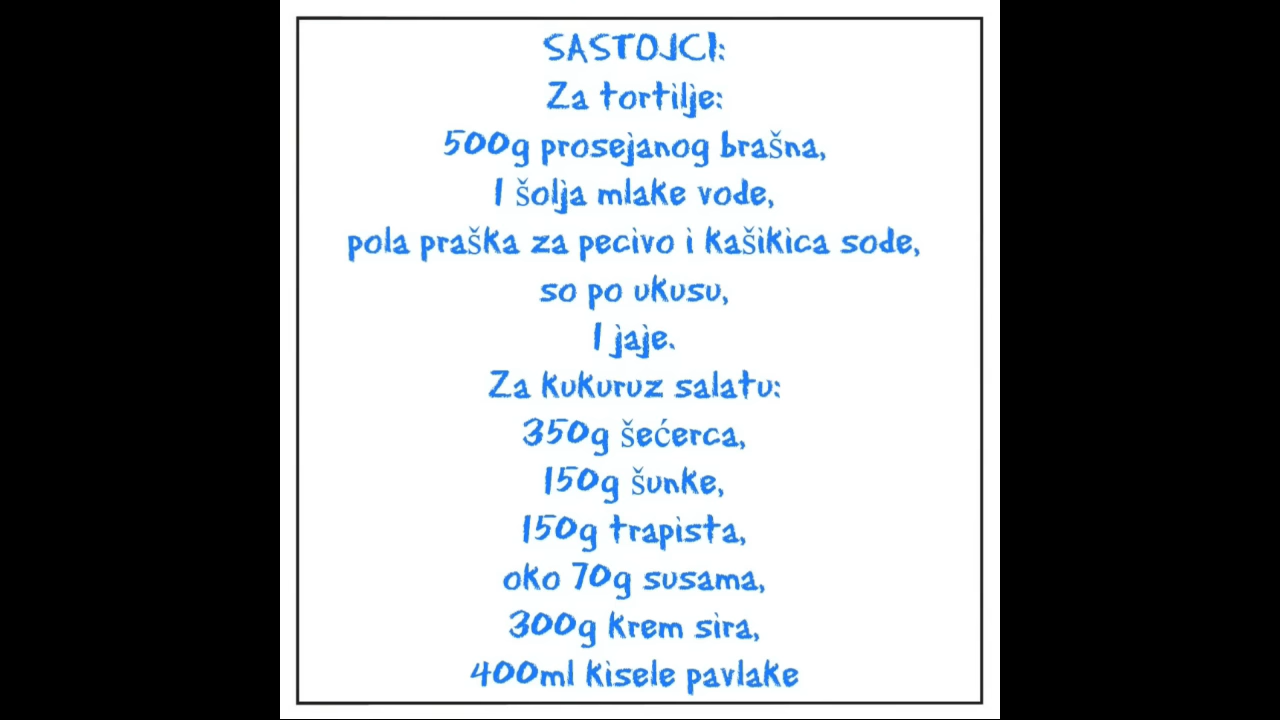 SASTOJCI:
Za tortilje:
500g prosejanog brašna,
1 šolja mlake vode,
pola praška za pecivo i kašikica sode,
so po ukusu,
1 jaje.
Za kukuruz salatu:
350g šećerca,
150g šunke,
150g trapista,
oko 70g susama,
300g krem sira,
400ml kisele pavlake